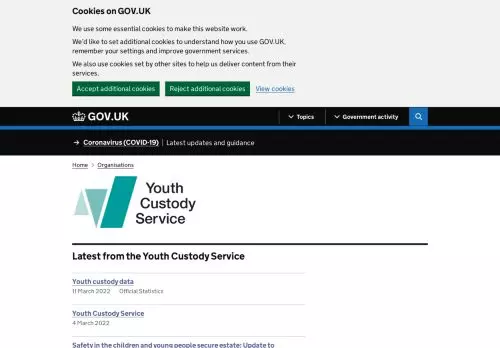 Cookies on GOV.UK
We use some essential cookies to make this website work.
We'd like to set additional cookies to understand how you use GOV.UK,
remember your settings and improve government services.
We also use cookies set by other sites to help us deliver content from their
services.
Accept additional cookies Reject additional cookies View cookies
GOV.UK Topics Government activity
→ Coronavirus (COVID-19) Latest updates and guidance
Home > Organisations
Youth
Custody
Service
Latest from the Youth Custody Service
Youth custody data
11 March 2022 Official Statistics
Youth Custody Service
4 March 2022
Safety in the children and young people secure estate: Update to